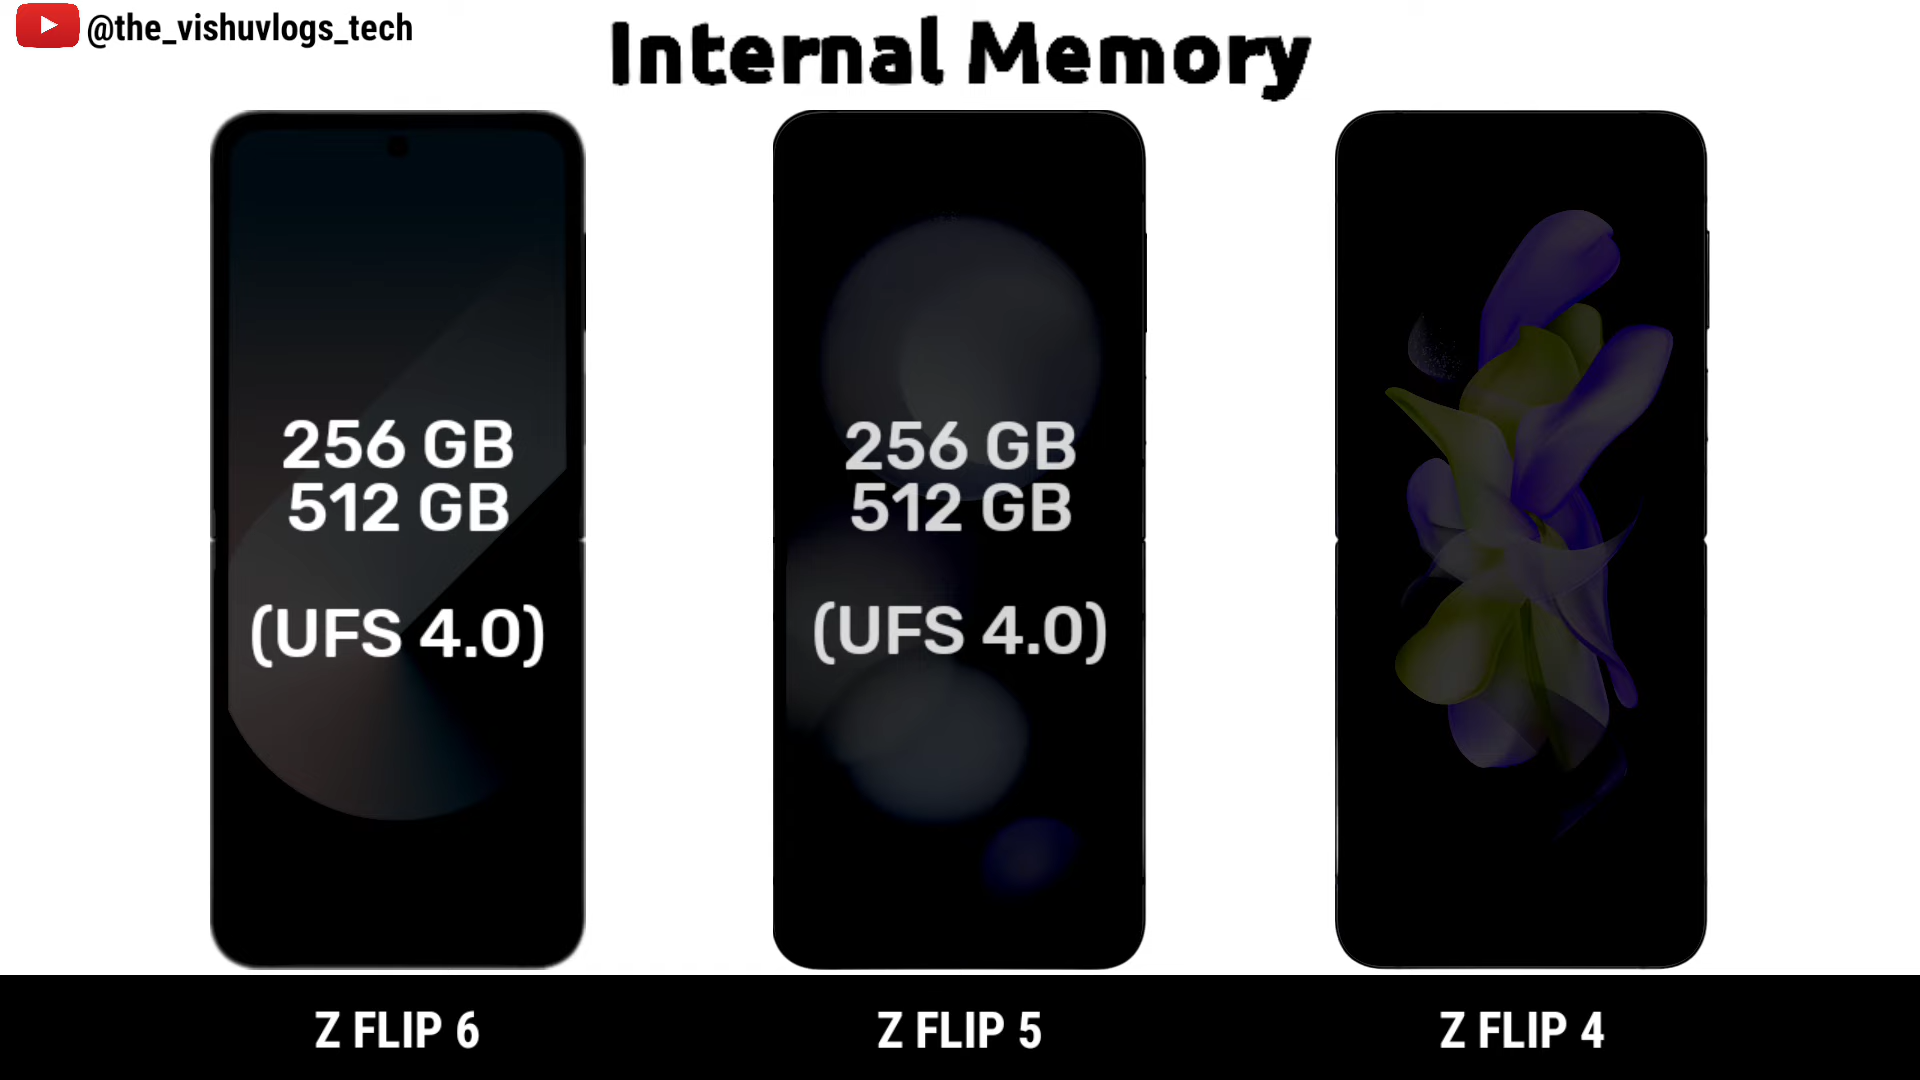 @the_vishuvlogs_tech
Internal Memory
256 GB
512 GB
(UFS 4.0)
256 GB
512 GB
(UFS 4.0)
Z FLIP 6
Z FLIP 5
Z FLIP 4